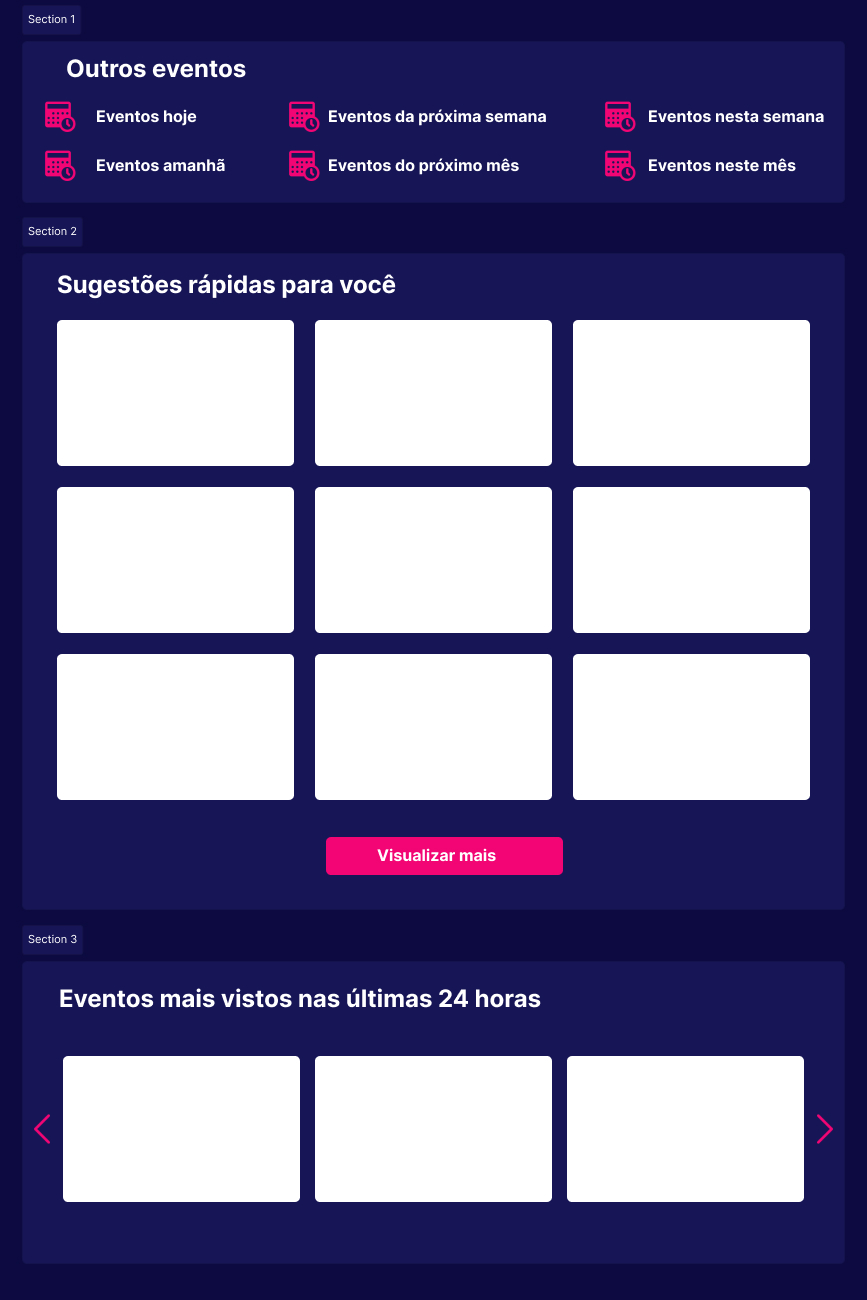 Section 1
Outros eventos
Eventos hoje
Eventos da próxima semana
Eventos nesta semana
Eventos amanhã
Eventos do próximo mês
Eventos neste mês
Section 2
Sugestões rápidas para você
Visualizar mais
Section 3
Eventos mais vistos nas últimas 24 horas